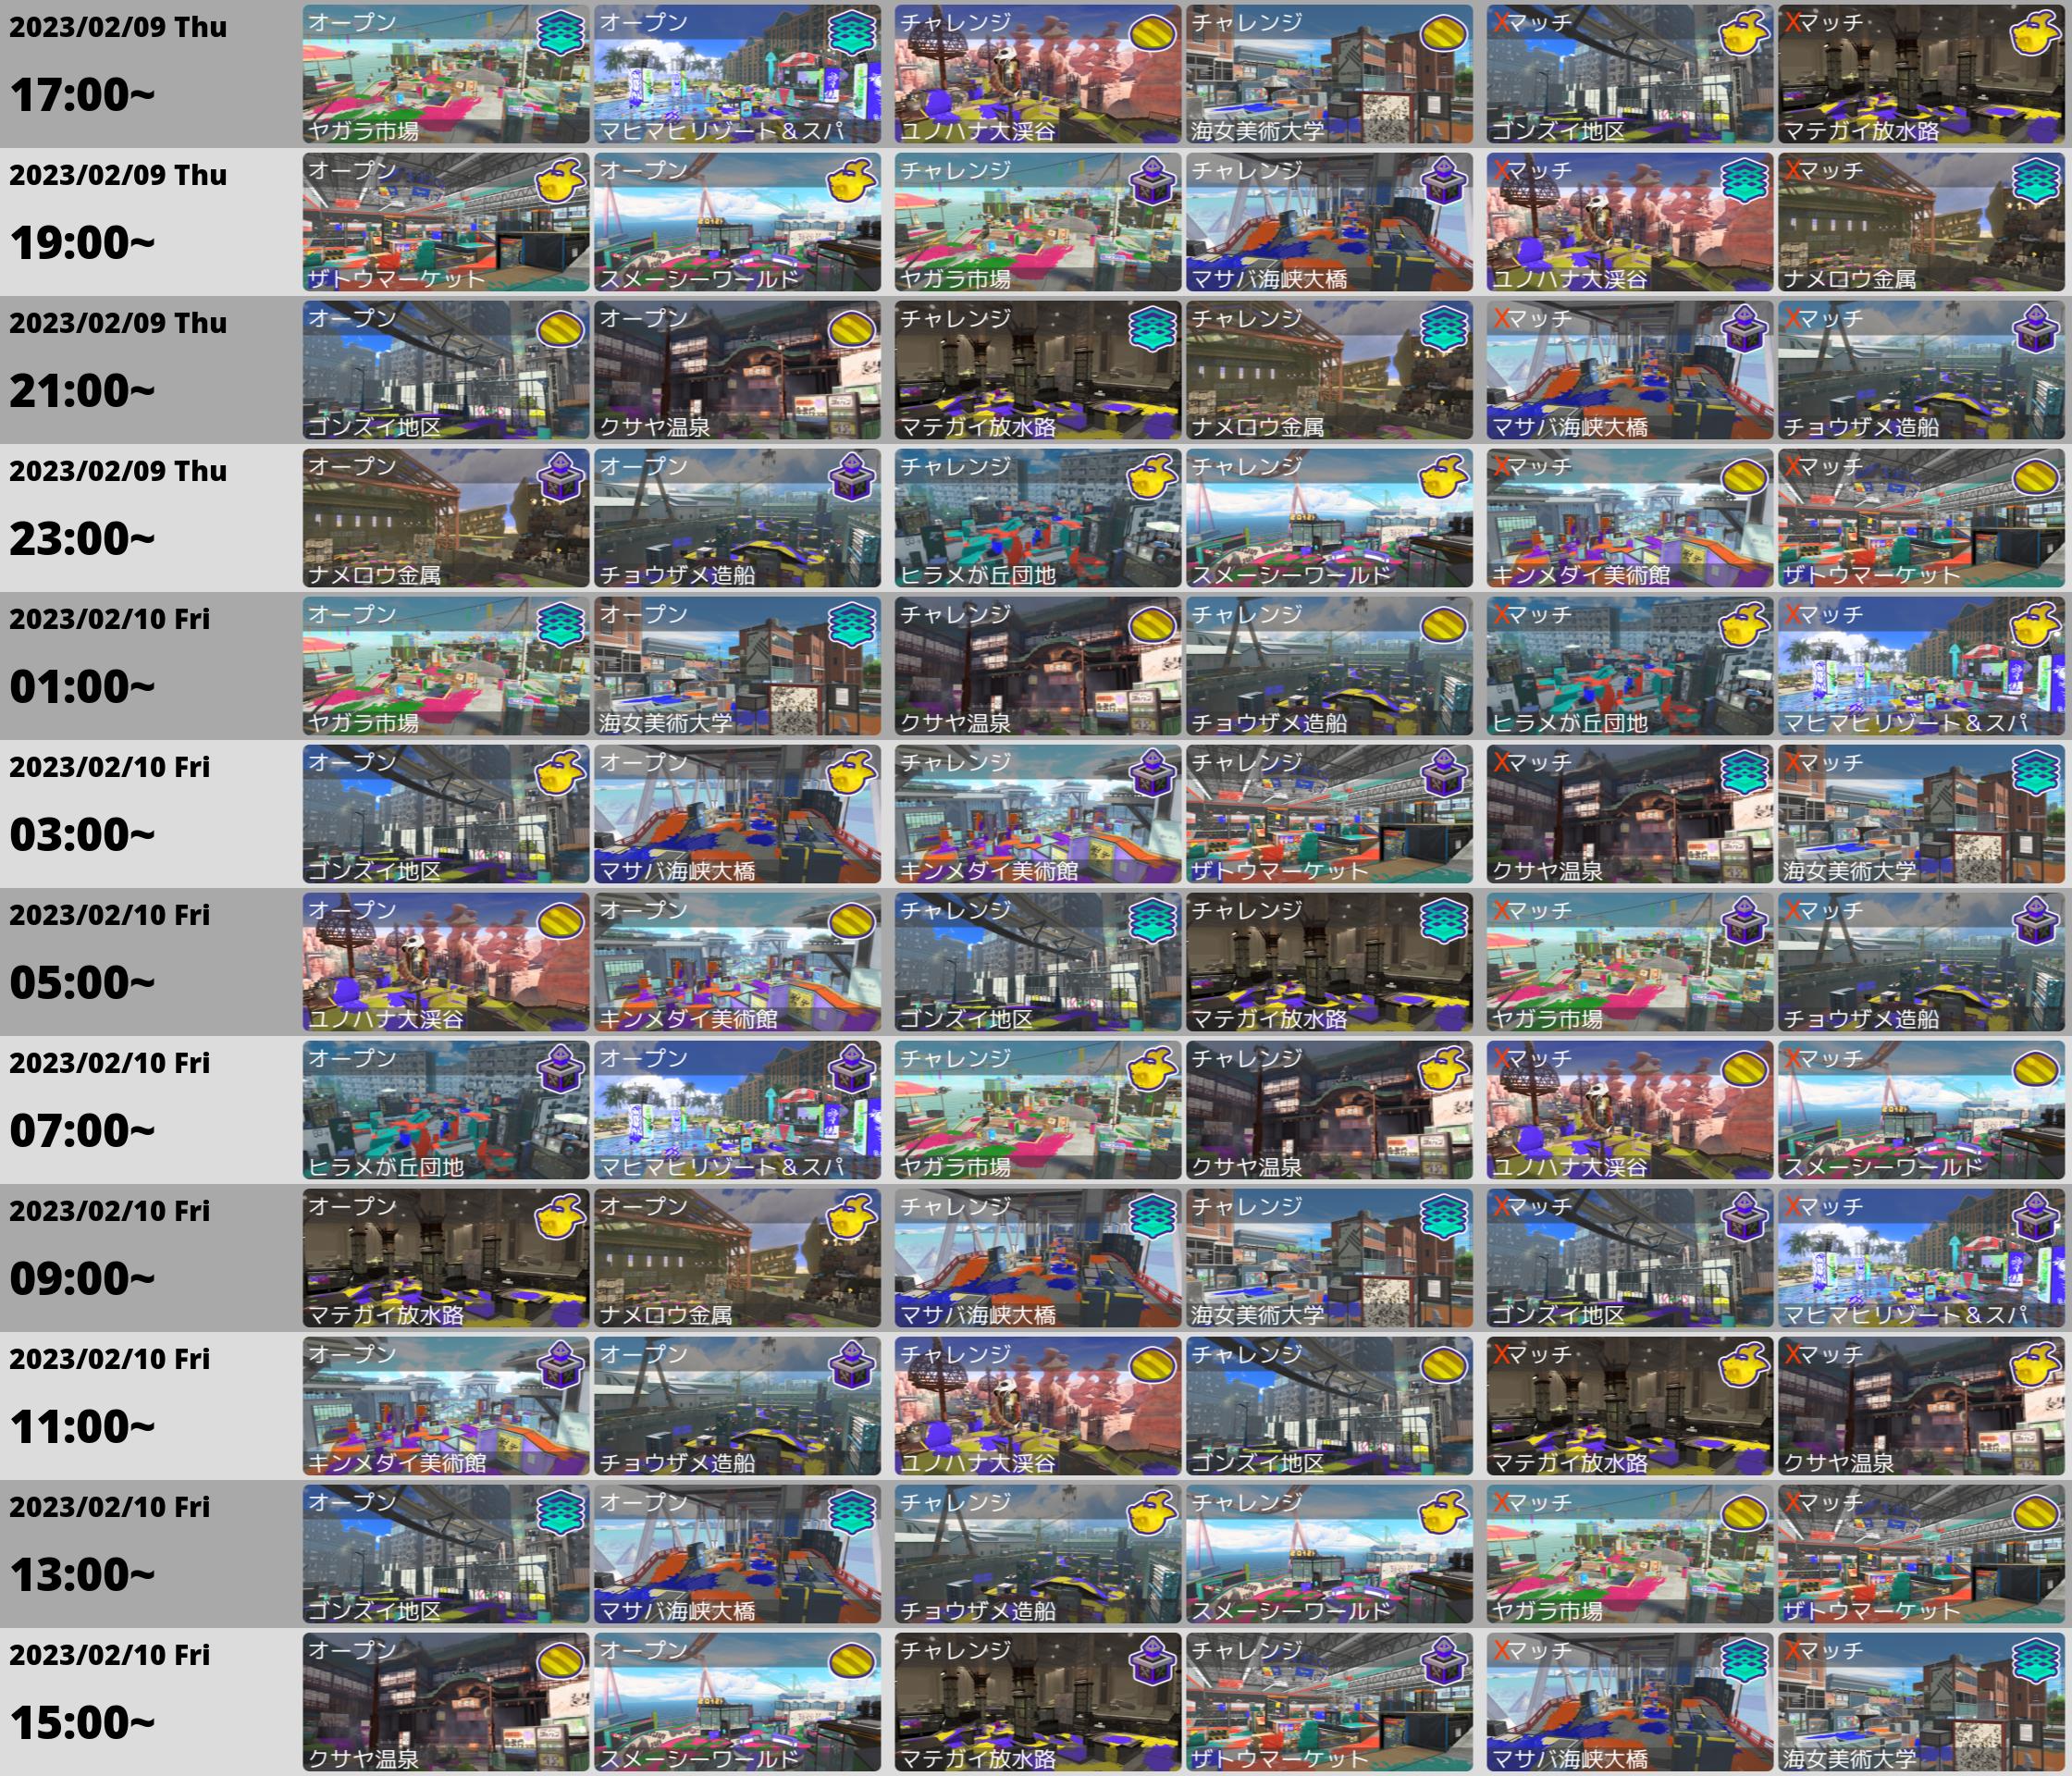 2023/02/09 Thu
17:00~
オープン オープン チャレンジ チャレンジ Xマッチ Xマッチ
ヤガラ市場 マヒマヒリゾート＆スパ ユノハナ大渓谷 海女美術大学 ゴンズイ地区 マテガイ放水路
2023/02/09 Thu
19:00~
オープン オープン チャレンジ チャレンジ Xマッチ Xマッチ
ザトウマーケット スメーシーワールド ヤガラ市場 マサバ海峡大橋 ユノハナ大渓谷 ナメロウ金属
2023/02/09 Thu
21:00~
オープン オープン チャレンジ チャレンジ Xマッチ Xマッチ
ゴンズイ地区 クサヤ温泉 マテガイ放水路 ナメロウ金属 マサバ海峡大橋 チョウザメ造船
2023/02/09 Thu
23:00~
オープン オープン チャレンジ チャレンジ Xマッチ Xマッチ
ナメロウ金属 チョウザメ造船 ヒラメが丘団地 スメーシーワールド キンメダイ美術館 ザトウマーケット
2023/02/10 Fri
01:00~
オープン オープン チャレンジ チャレンジ Xマッチ Xマッチ
ヤガラ市場 海女美術大学 クサヤ温泉 チョウザメ造船 ヒラメが丘団地 マヒマヒリゾート＆スパ
2023/02/10 Fri
03:00~
オープン オープン チャレンジ チャレンジ Xマッチ Xマッチ
ゴンズイ地区 マサバ海峡大橋 キンメダイ美術館 ザトウマーケット クサヤ温泉 海女美術大学
2023/02/10 Fri
05:00~
オープン オープン チャレンジ チャレンジ Xマッチ Xマッチ
ユノハナ大渓谷 キンメダイ美術館 ゴンズイ地区 マテガイ放水路 ヤガラ市場 チョウザメ造船
2023/02/10 Fri
07:00~
オープン オープン チャレンジ チャレンジ Xマッチ Xマッチ
ヒラメが丘団地 マヒマヒリゾート＆スパ ヤガラ市場 クサヤ温泉 ユノハナ大渓谷 スメーシーワールド
2023/02/10 Fri
09:00~
オープン オープン チャレンジ チャレンジ Xマッチ Xマッチ
マテガイ放水路 ナメロウ金属 マサバ海峡大橋 海女美術大学 ゴンズイ地区 マヒマヒリゾート＆スパ
2023/02/10 Fri
11:00~
オープン オープン チャレンジ チャレンジ Xマッチ Xマッチ
キンメダイ美術館 チョウザメ造船 ユノハナ大渓谷 ゴンズイ地区 マテガイ放水路 クサヤ温泉
2023/02/10 Fri
13:00~
オープン オープン チャレンジ チャレンジ Xマッチ Xマッチ
ゴンズイ地区 マサバ海峡大橋 チョウザメ造船 スメーシーワールド ヤガラ市場 ザトウマーケット
2023/02/10 Fri
15:00~
オープン オープン チャレンジ チャレンジ Xマッチ Xマッチ
クサヤ温泉 スメーシーワールド マテガイ放水路 ザトウマーケット マサバ海峡大橋 海女美術大学